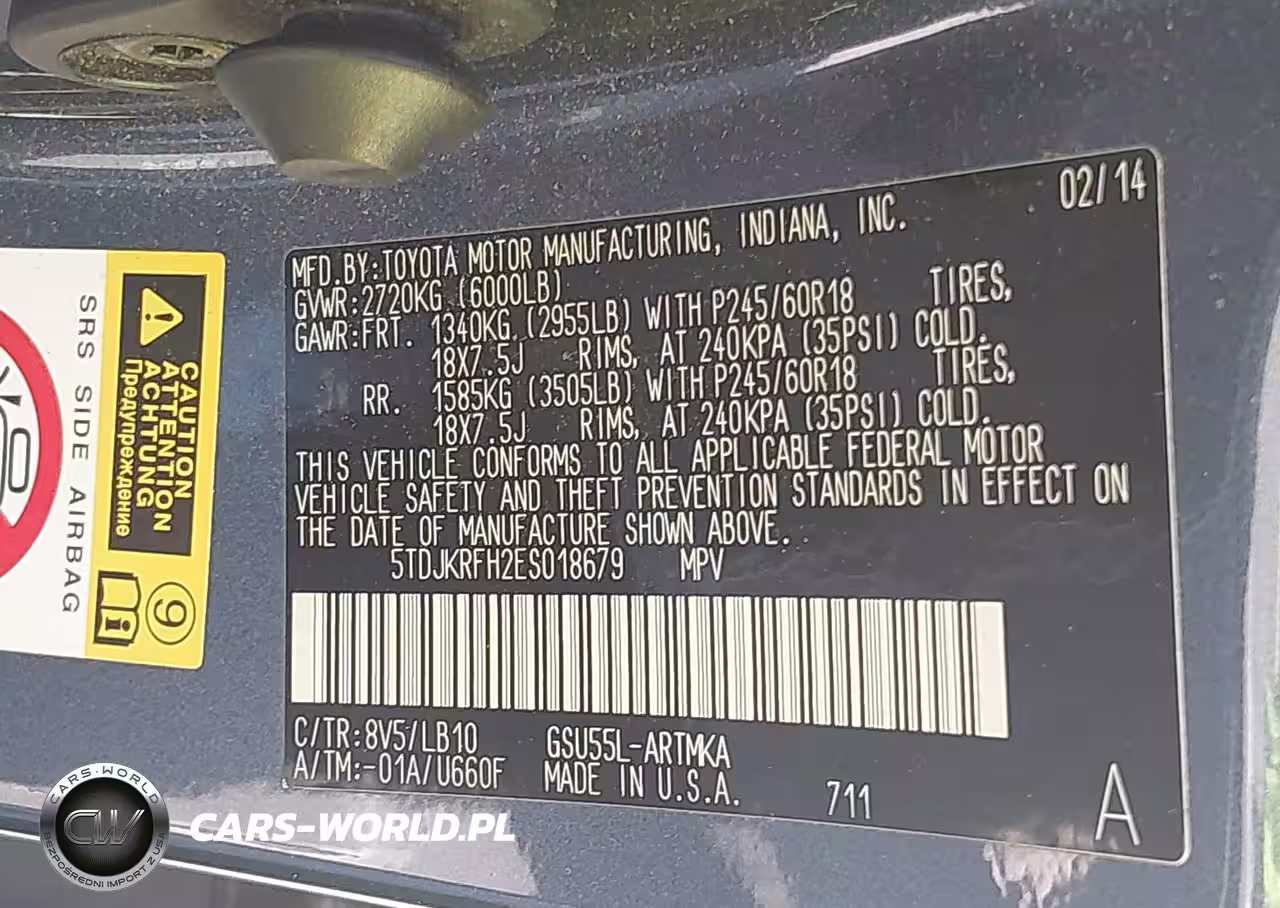 02/14
MFD.BY:TOYOTA MOTOR MANUFACTURING, INDIANA, INC.
GVWR:2720KG (6000LB)
GAWR:FRT. 1340KG (2955LB) WITH P245/60R18 TIRES,
18X7.5J RIMS, AT 240KPA (35PSI) COLD.
RR. 1585KG (3505LB) WITH P245/60R18 TIRES,
18X7.5J RIMS, AT 240KPA (35PSI) COLD.
THIS VEHICLE CONFORMS TO ALL APPLICABLE FEDERAL MOTOR
VEHICLE SAFETY AND THEFT PREVENTION STANDARDS IN EFFECT ON
THE DATE OF MANUFACTURE SHOWN ABOVE.
5TDJKRFH2ES018679 MPV
C/TR:8V5/LB10 GSU55L-ARTMKA
A/TM:-01A/U660F MADE IN U.S.A.
711
A
CAUTION
ATTENTION
ACHTUNG
Предупреждение
9
i
SRS SIDE AIRBAG
CARS-WORLD
CW
BEZPOŚREDNI IMPORT Z USA
CARS-WORLD.PL